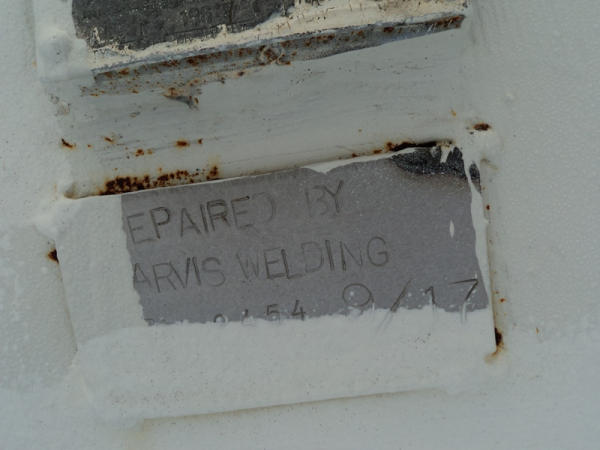 EPAIRED BY
ARVIS WELDING
9/17